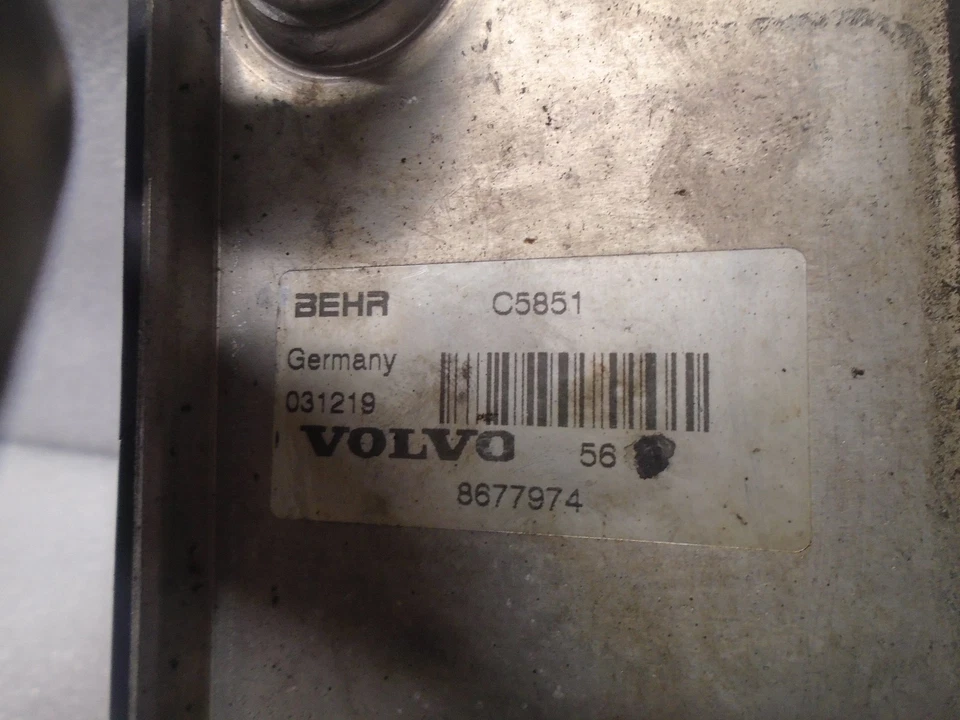 BEHR C5851
Germany
031219
VOLVO 56
8677974